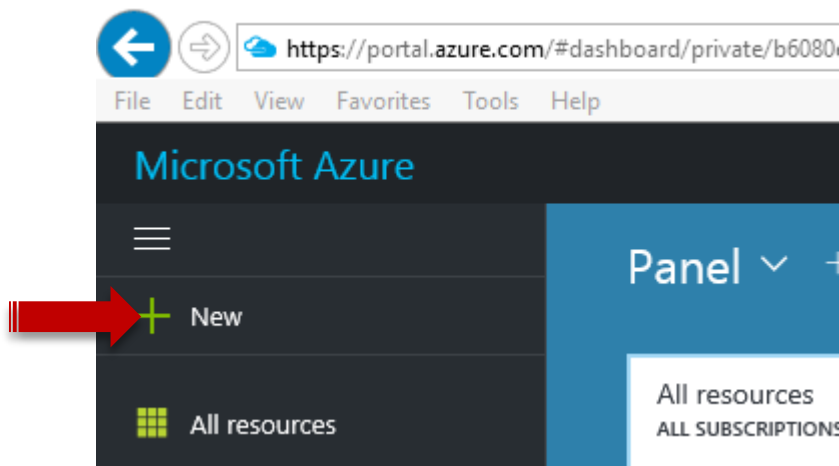 https://portal.azure.com/#dashboard/private/b6080
File Edit View Favorites Tools Help
Microsoft Azure
Panel
New
All resources
All resources
ALL SUBSCRIPTIONS